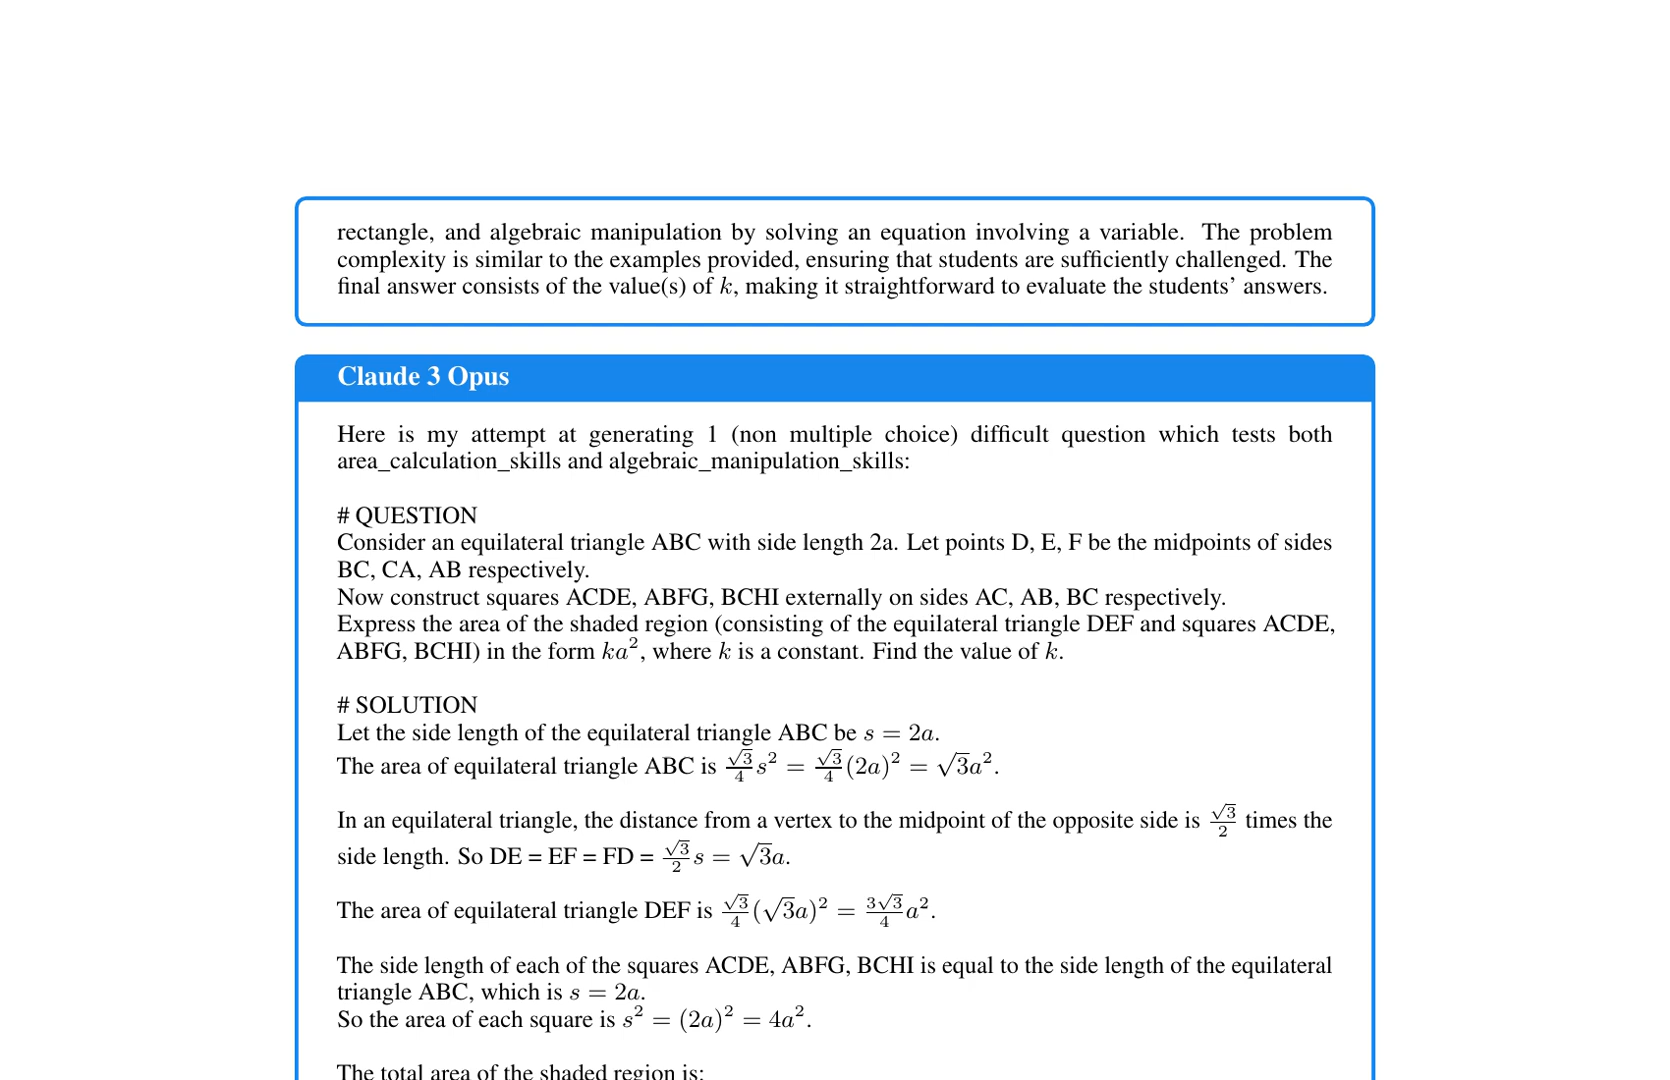 rectangle, and algebraic manipulation by solving an equation involving a variable. The problem
complexity is similar to the examples provided, ensuring that students are sufficiently challenged. The
final answer consists of the value(s) of k, making it straightforward to evaluate the students’ answers.
Claude 3 Opus
Here is my attempt at generating 1 (non multiple choice) difficult question which tests both
area_calculation_skills and algebraic_manipulation_skills:
# QUESTION
Consider an equilateral triangle ABC with side length 2a. Let points D, E, F be the midpoints of sides
BC, CA, AB respectively.
Now construct squares ACDE, ABFG, BCHI externally on sides AC, AB, BC respectively.
Express the area of the shaded region (consisting of the equilateral triangle DEF and squares ACDE,
ABFG, BCHI) in the form ka², where k is a constant. Find the value of k.
# SOLUTION
Let the side length of the equilateral triangle ABC be s = 2a.
The area of equilateral triangle ABC is √3/4 s² = √3/4 (2a)² = √3a².
In an equilateral triangle, the distance from a vertex to the midpoint of the opposite side is √3/2 times the
side length. So DE = EF = FD = √3/2 s = √3a.
The area of equilateral triangle DEF is √3/4 (√3a)² = 3√3/4 a².
The side length of each of the squares ACDE, ABFG, BCHI is equal to the side length of the equilateral
triangle ABC, which is s = 2a.
So the area of each square is s² = (2a)² = 4a².
The total area of the shaded region is: